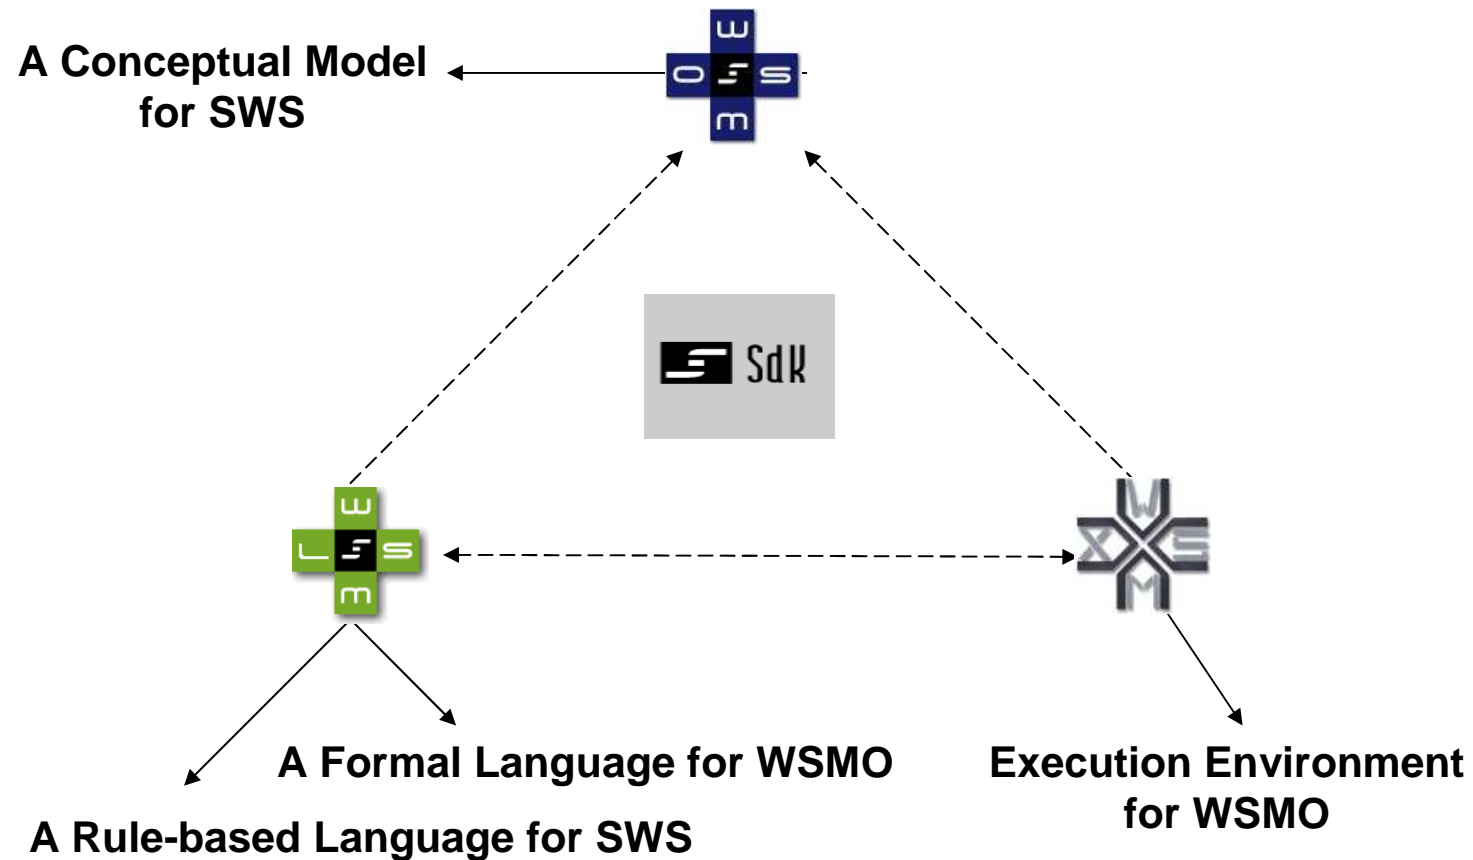 W
A Conceptual Model
O S
for SWS
M
SdK
W
W
L S
X S
M
M
A Formal Language for WSMO
Execution Environment
for WSMO
A Rule-based Language for SWS